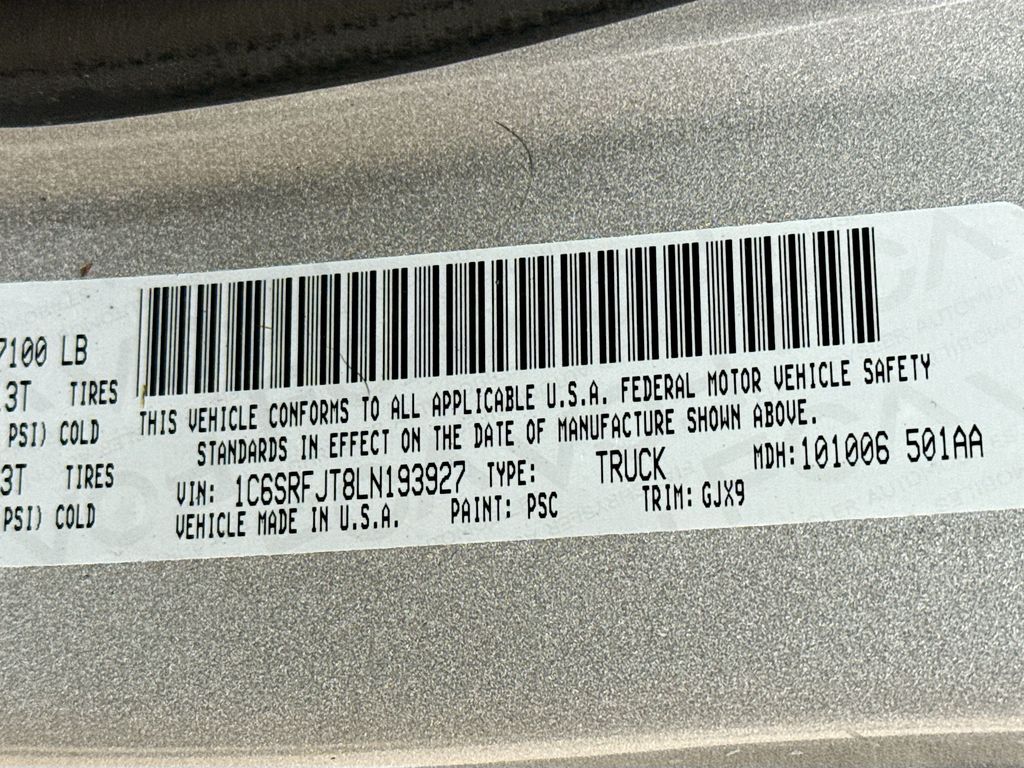 7100 LB
3T TIRES
PSI) COLD
3T TIRES
PSI) COLD
THIS VEHICLE CONFORMS TO ALL APPLICABLE U.S.A. FEDERAL MOTOR VEHICLE SAFETY
STANDARDS IN EFFECT ON THE DATE OF MANUFACTURE SHOWN ABOVE.
VIN: 1C6SRFJT8LN193927 TYPE: TRUCK MDH: 101006 501AA
VEHICLE MADE IN U.S.A. PAINT: PSC TRIM: GJX9